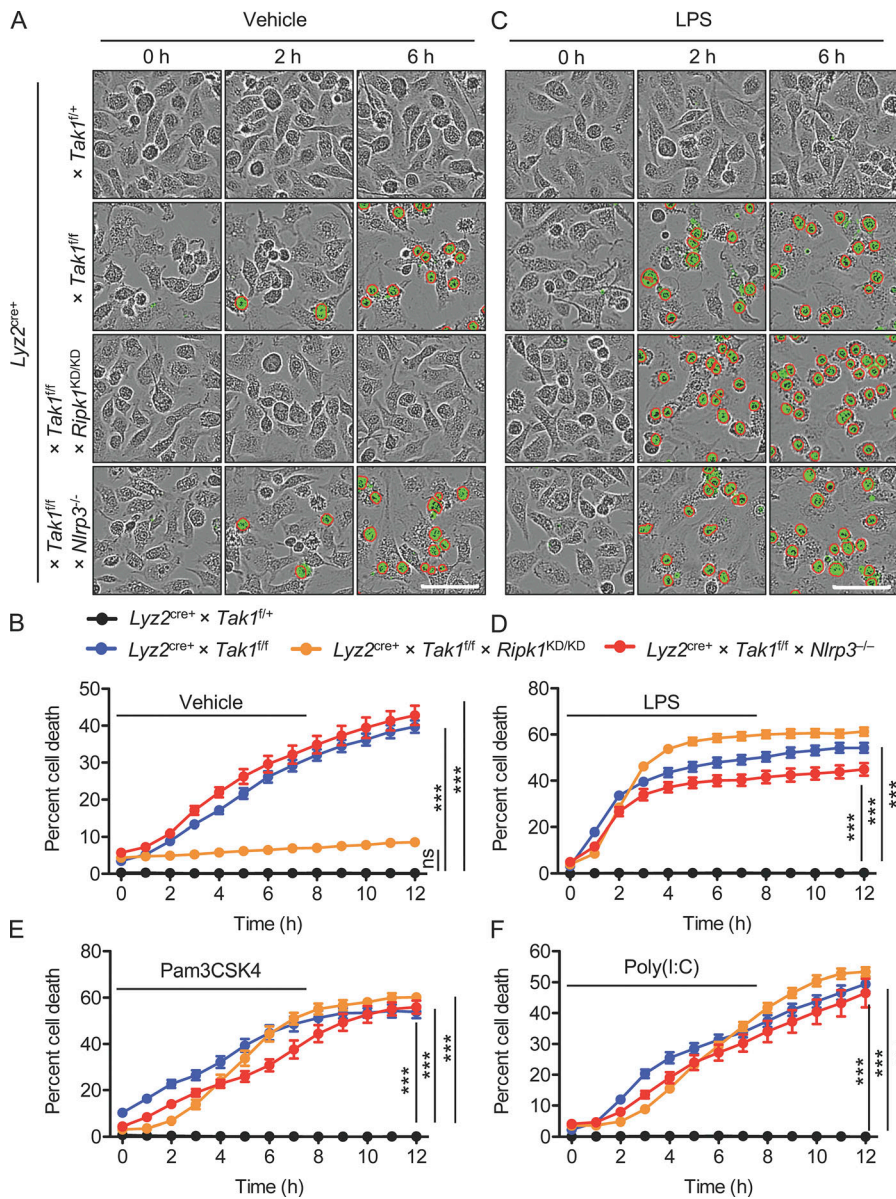 A Vehicle
0 h 2 h 6 h
C LPS
0 h 2 h 6 h
Lyz2cre+
× Tak1f/+
× Tak1f/f
× Tak1f/f
× Ripk1KD/KD
× Tak1f/f
× Nlrp3–/–
B Lyz2cre+ × Tak1f/+ D
Lyz2cre+ × Tak1f/f Lyz2cre+ × Tak1f/f × Ripk1KD/KD Lyz2cre+ × Tak1f/f × Nlrp3–/–
Vehicle
Percent cell death
50
40
30
20
10
0
0 2 4 6 8 10 12
Time (h)
ns
***
***
LPS
Percent cell death
80
60
40
20
0
0 2 4 6 8 10 12
Time (h)
***
***
***
E
Pam3CSK4
Percent cell death
80
60
40
20
0
0 2 4 6 8 10 12
Time (h)
***
***
***
F
Poly(I:C)
Percent cell death
60
50
40
30
20
10
0
0 2 4 6 8 10 12
Time (h)
***
***